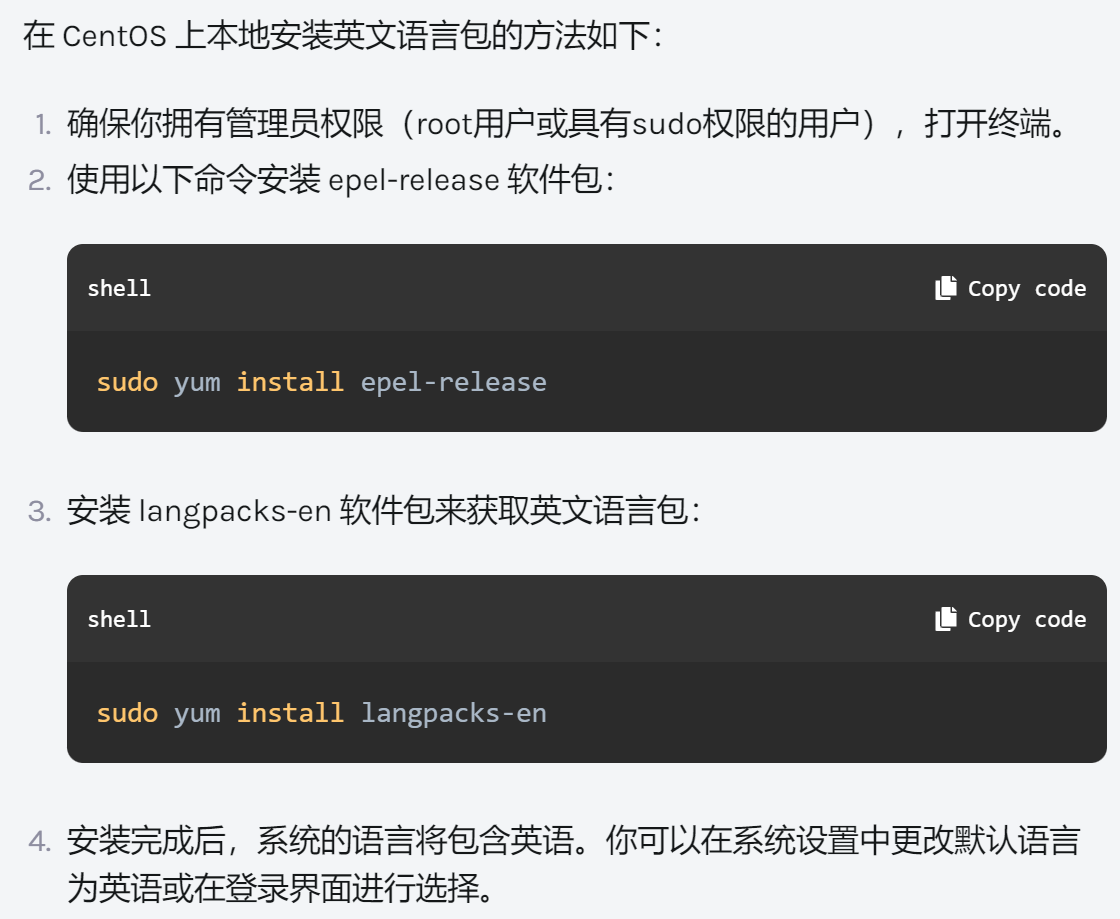 在 CentOS 上本地安装英文语言包的方法如下：
1. 确保你拥有管理员权限（root用户或具有sudo权限的用户），打开终端。
2. 使用以下命令安装 epel-release 软件包：
shell Copy code
sudo yum install epel-release
3. 安装 langpacks-en 软件包来获取英文语言包：
shell Copy code
sudo yum install langpacks-en
4. 安装完成后，系统的语言将包含英语。你可以在系统设置中更改默认语言
为英语或在登录界面进行选择。